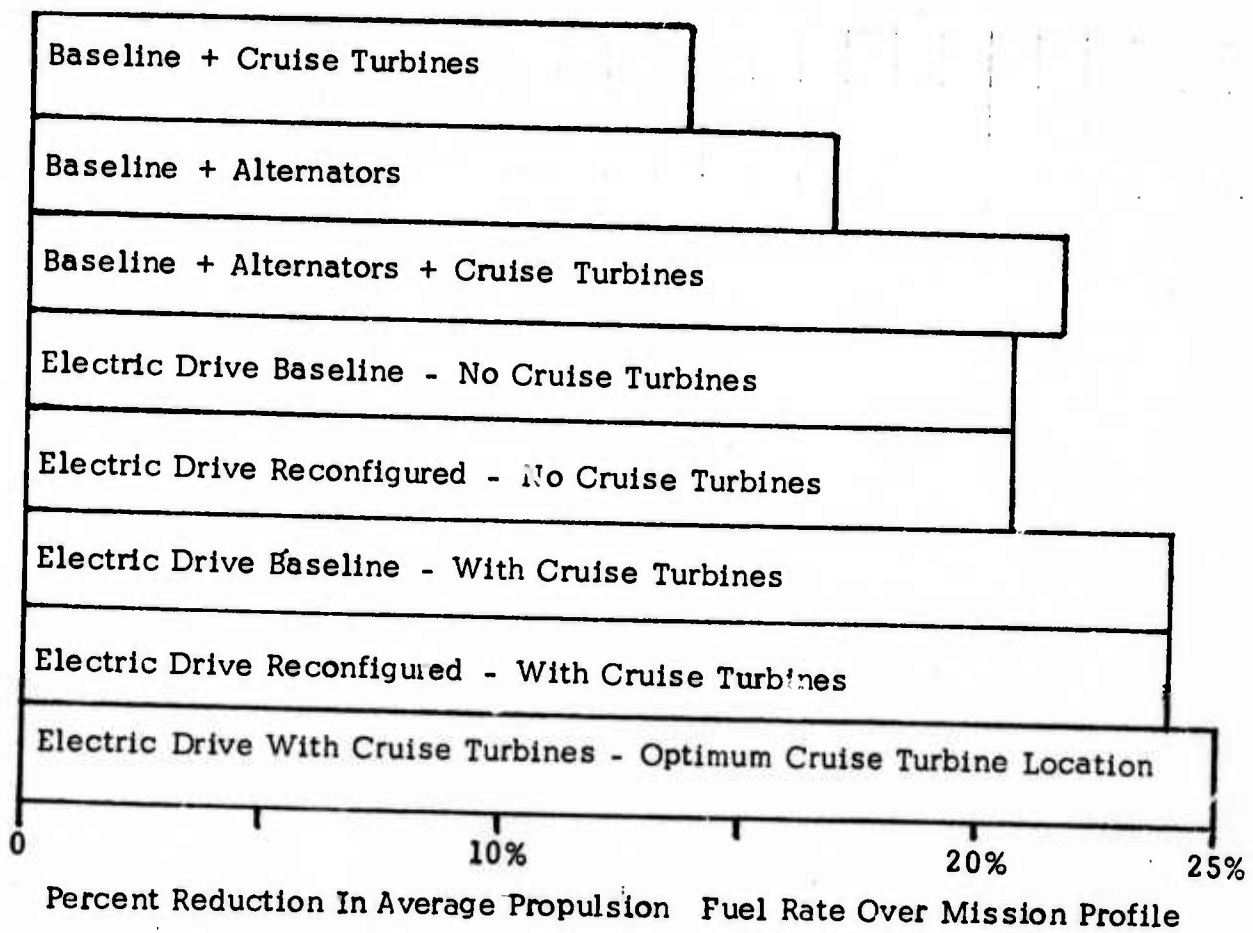 Baseline + Cruise Turbines
Baseline + Alternators
Baseline + Alternators + Cruise Turbines
Electric Drive Baseline - No Cruise Turbines
Electric Drive Reconfigured - No Cruise Turbines
Electric Drive Baseline - With Cruise Turbines
Electric Drive Reconfigured - With Cruise Turbines
Electric Drive With Cruise Turbines - Optimum Cruise Turbine Location
0 10% 20% 25%
Percent Reduction In Average Propulsion Fuel Rate Over Mission Profile